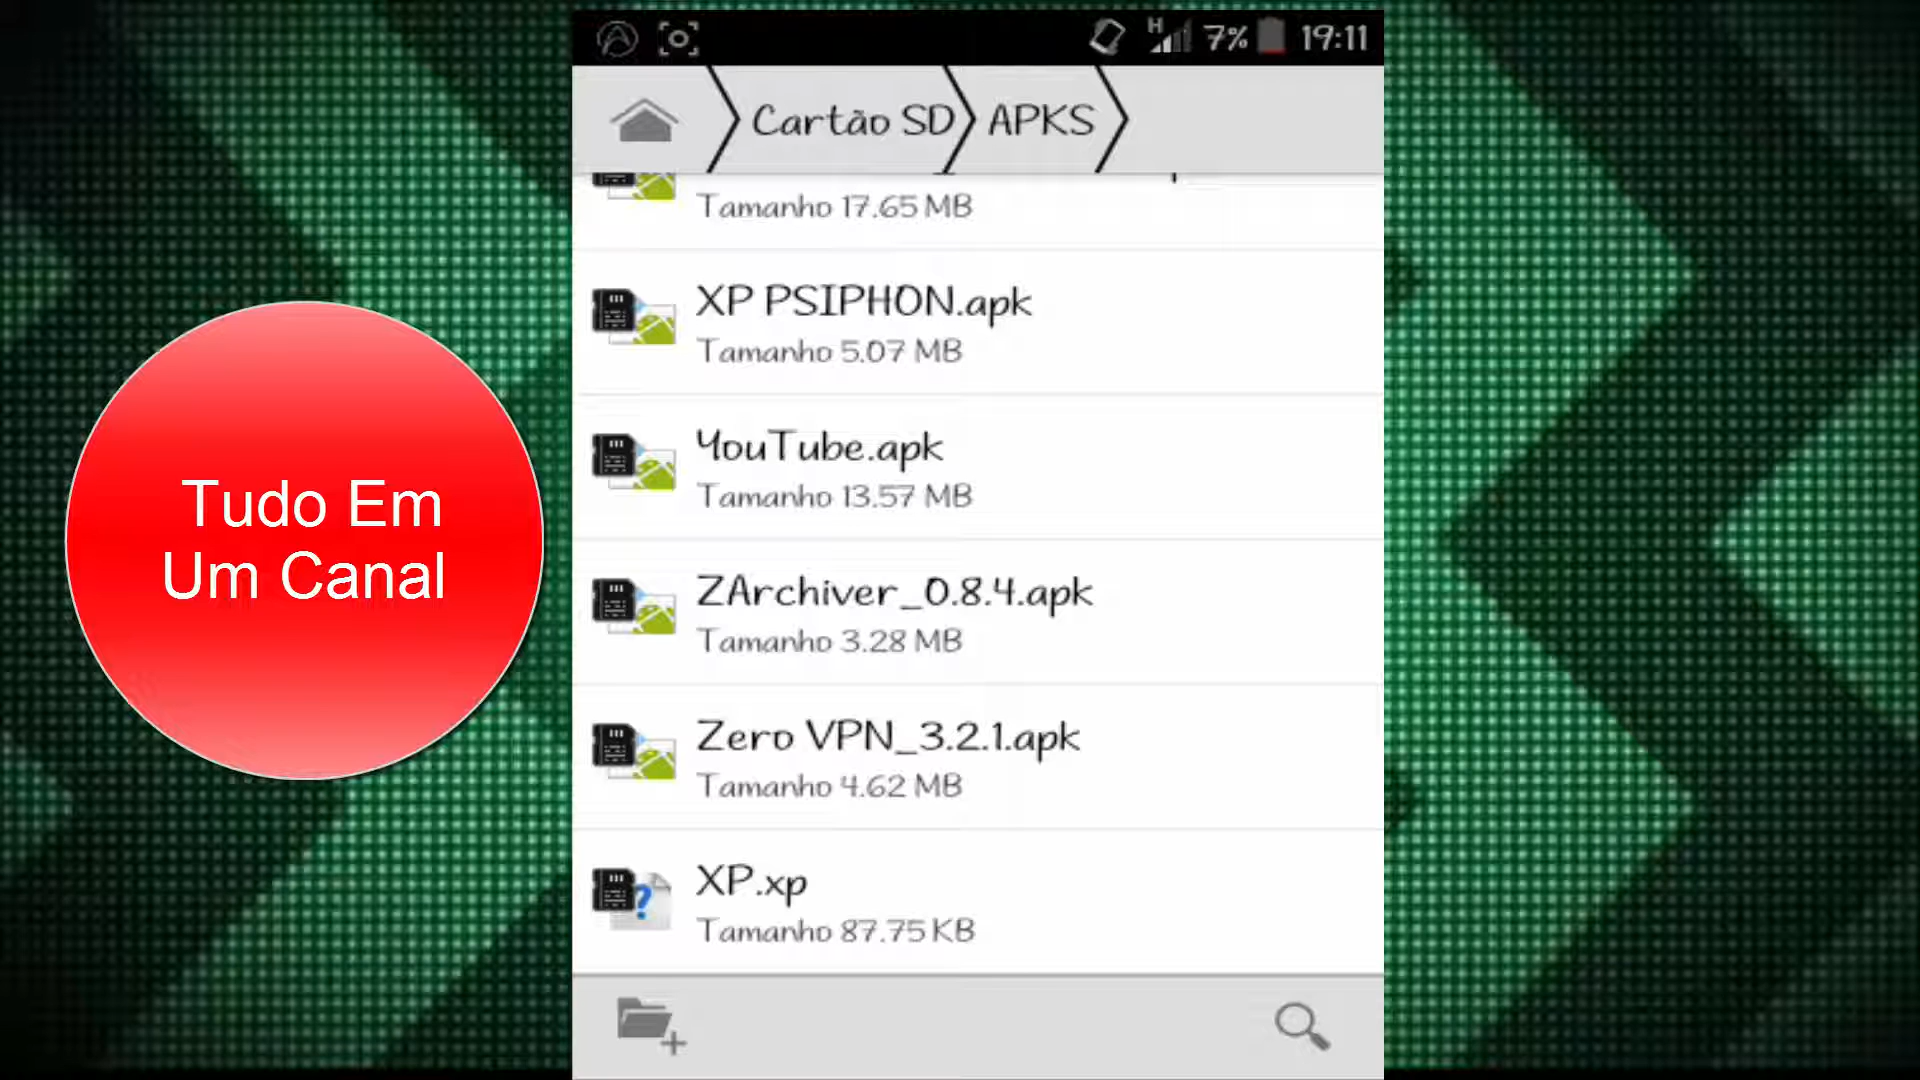 H 7% 19:11
Cartão SD APKS
Tamanho 17.65 MB
XP PSIPHON.apk
Tamanho 5.07 MB
YouTube.apk
Tamanho 13.57 MB
ZArchiver_0.8.4.apk
Tamanho 3.28 MB
Zero VPN_3.2.1.apk
Tamanho 4.62 MB
XP.xp
Tamanho 87.75 KB
Tudo Em
Um Canal